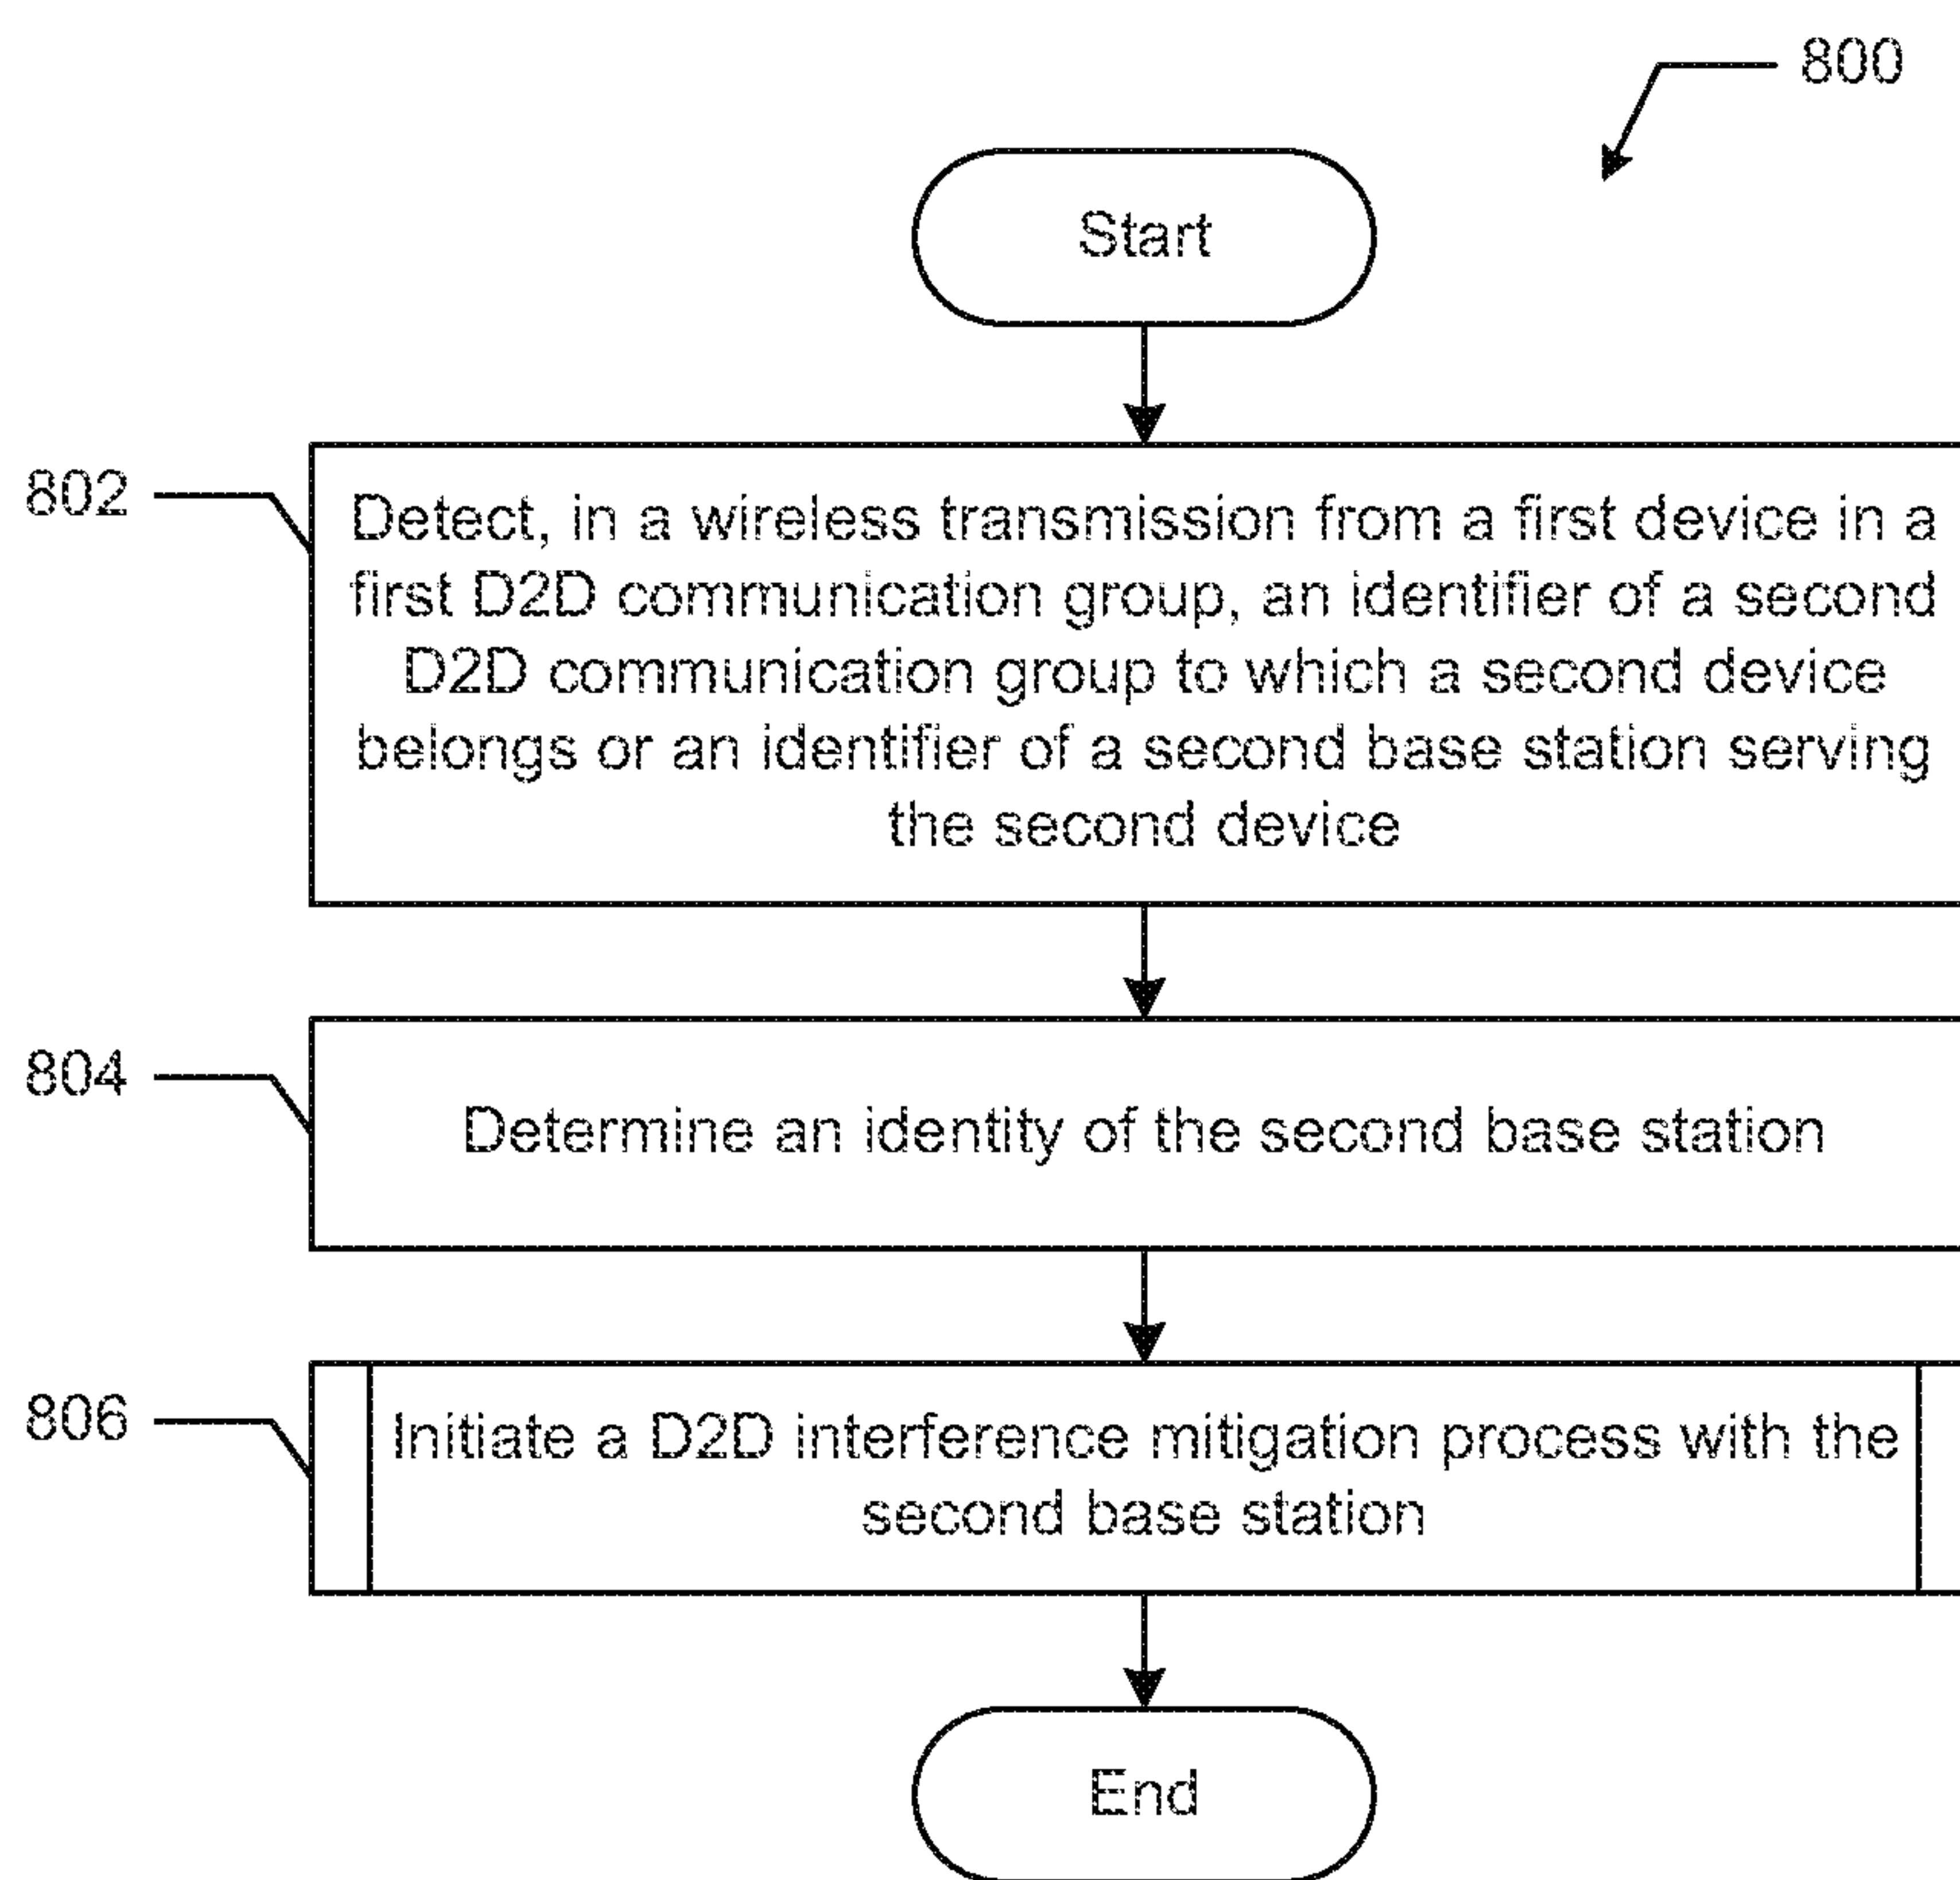 800
Start
802
Detect, in a wireless transmission from a first device in a
first D2D communication group, an identifier of a second
D2D communication group to which a second device
belongs or an identifier of a second base station serving
the second device
804
Determine an identity of the second base station
806
Initiate a D2D interference mitigation process with the
second base station
End